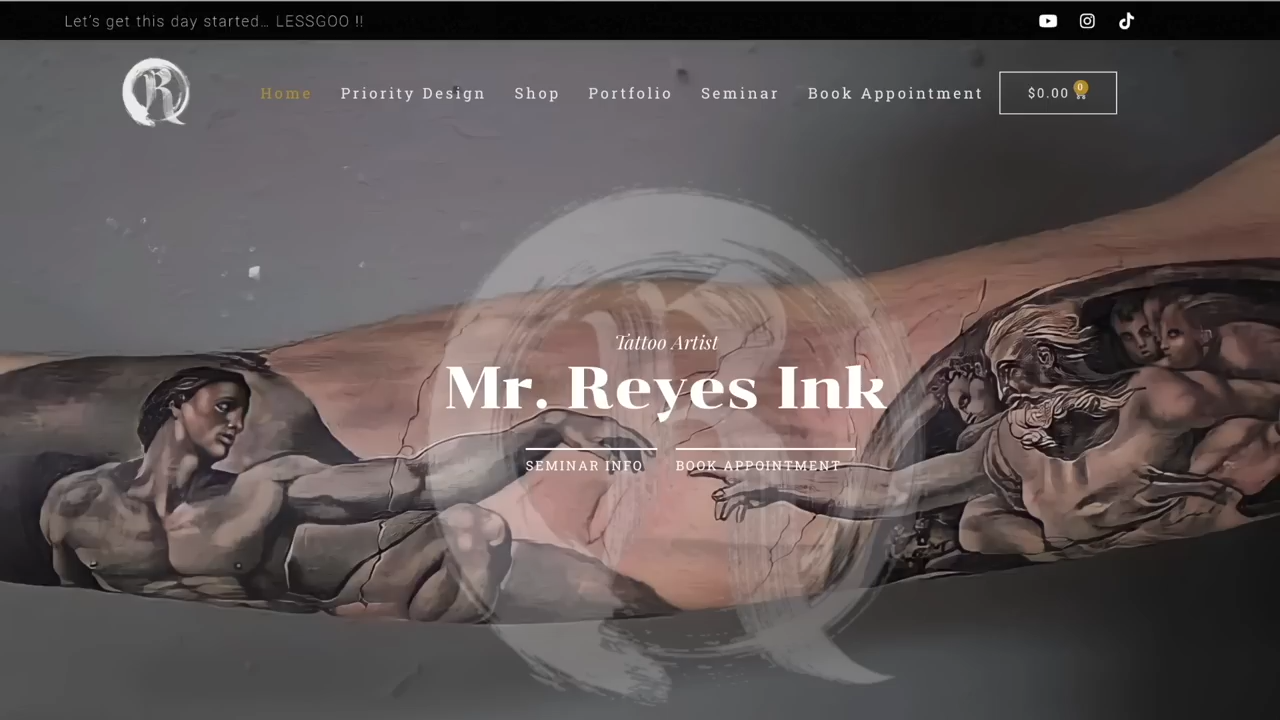 Let's get this day started... LESSGOO !!
R
Home Priority Design Shop Portfolio Seminar Book Appointment $0.00 0
R
Tattoo Artist
Mr. Reyes Ink
SEMINAR INFO BOOK APPOINTMENT